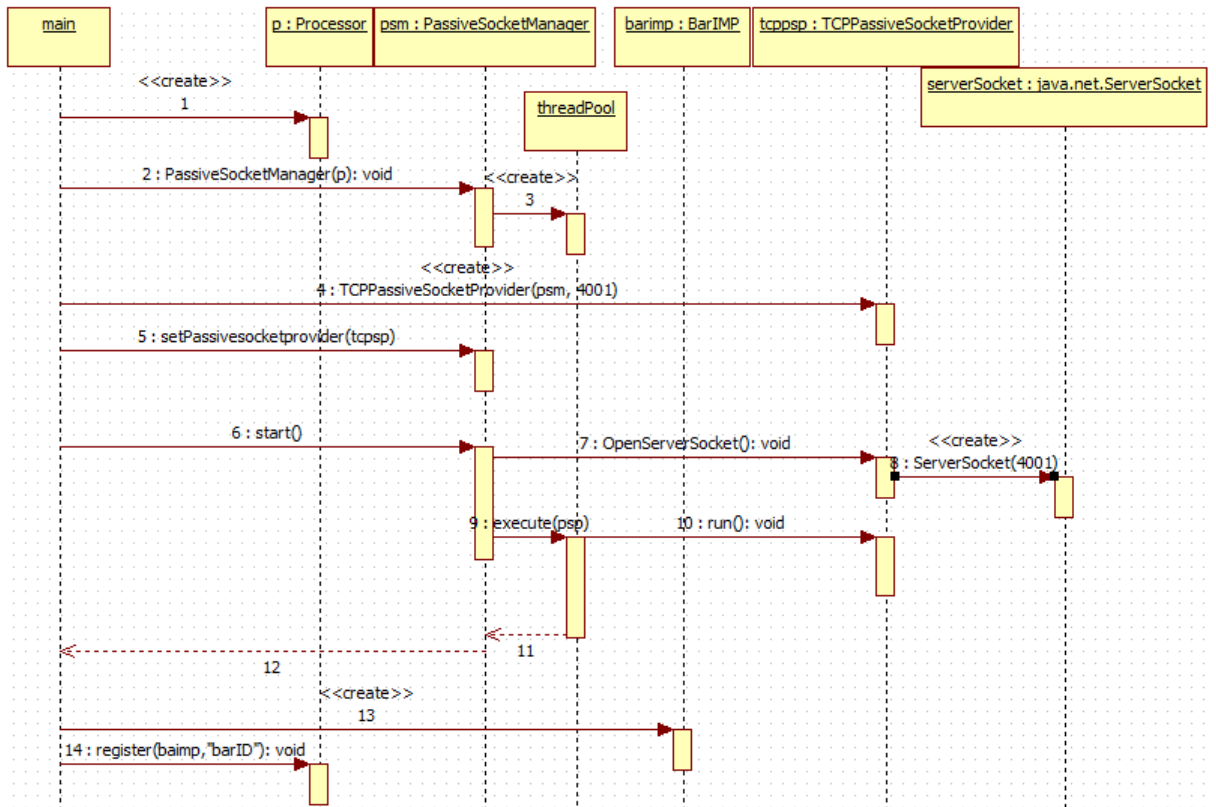 main
p : Processor
psm : PassiveSocketManager
barimp : BarIMP
tcppsp : TCPPassiveSocketProvider
serverSocket : java.net.ServerSocket
threadPool
<<create>>
1
2 : PassiveSocketManager(p): void
<<create>>
3
<<create>>
4 : TCPPassiveSocketProvider(psm, 4001)
5 : setPassivesocketprovider(tcpsp)
6 : start()
7 : OpenServerSocket(): void
<<create>>
8 : ServerSocket(4001)
9 : execute(psp)
10 : run(): void
11
12
<<create>>
13
14 : register(baimp,"barID"): void